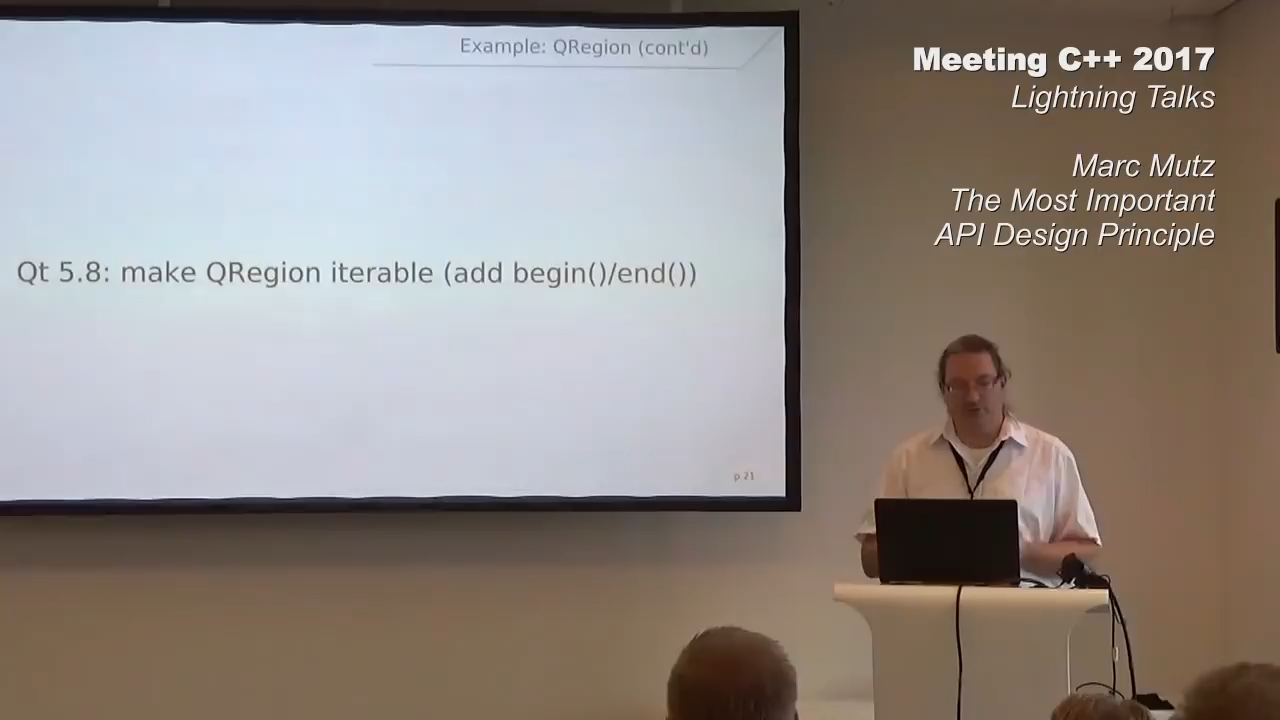 Example: QRegion (cont'd)
Qt 5.8: make QRegion iterable (add begin()/end())
p 21
Meeting C++ 2017
Lightning Talks
Marc Mutz
The Most Important
API Design Principle